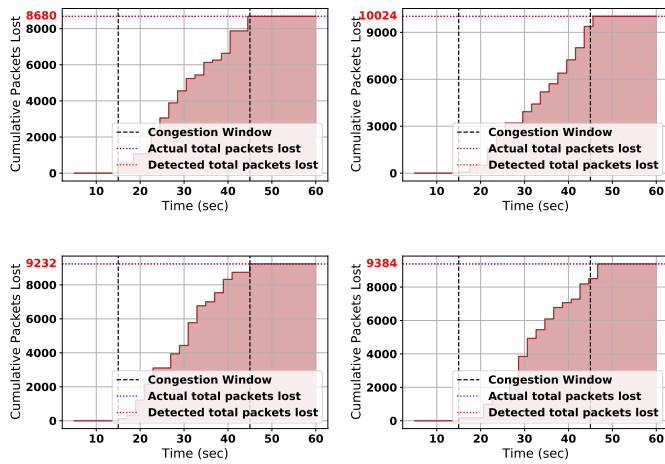 8680
8000
6000
4000
2000
0
Cumulative Packets Lost
Congestion Window
Actual total packets lost
Detected total packets lost
10 20 30 40 50 60
Time (sec)
10024
9000
6000
3000
0
Cumulative Packets Lost
Congestion Window
Actual total packets lost
Detected total packets lost
10 20 30 40 50 60
Time (sec)
9232
8000
6000
4000
2000
0
Cumulative Packets Lost
Congestion Window
Actual total packets lost
Detected total packets lost
10 20 30 40 50 60
Time (sec)
9384
8000
6000
4000
2000
0
Cumulative Packets Lost
Congestion Window
Actual total packets lost
Detected total packets lost
10 20 30 40 50 60
Time (sec)